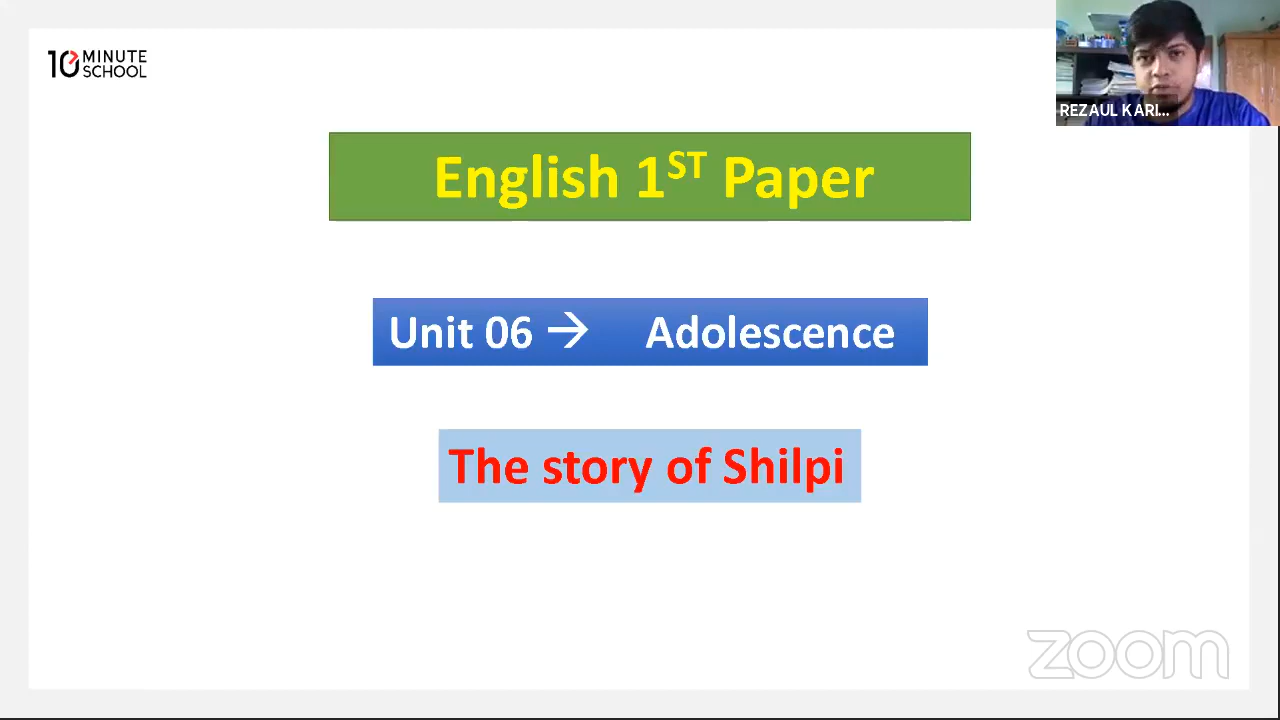 10 MINUTE
SCHOOL
REZAUL KARI...
English 1ST Paper
Unit 06 → Adolescence
The story of Shilpi
zoom